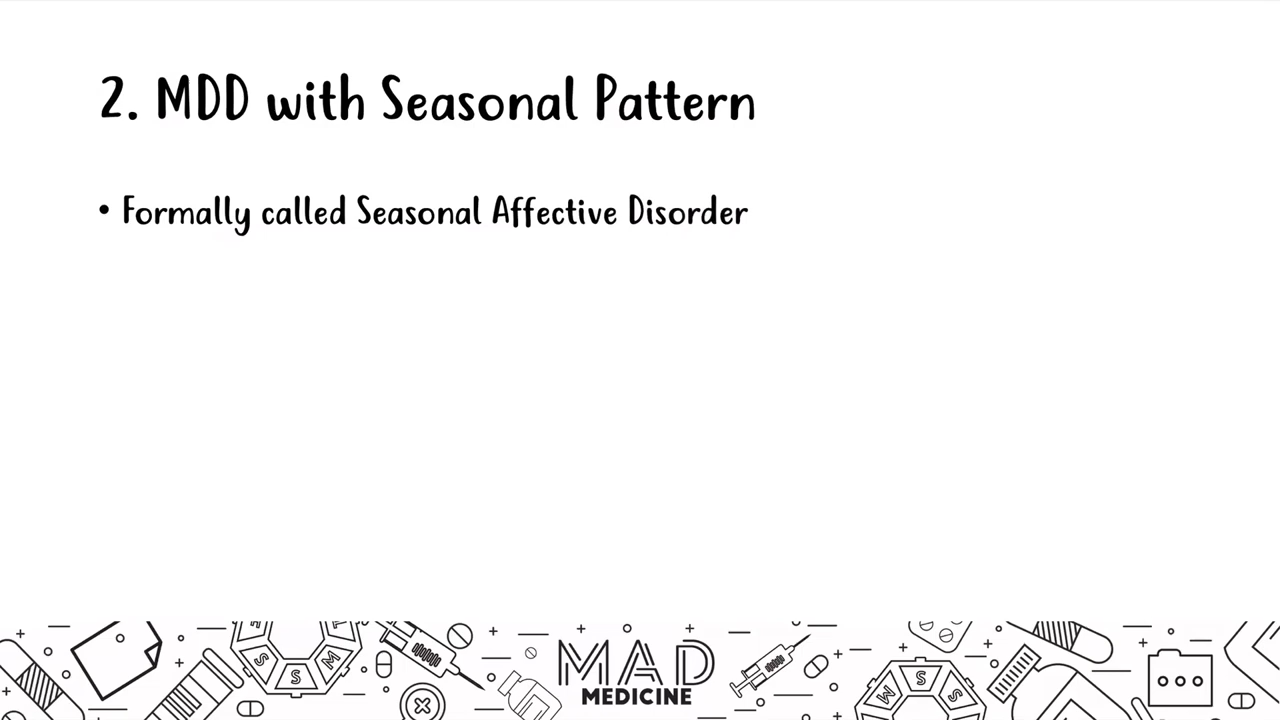 2. MDD with Seasonal Pattern
• Formally called Seasonal Affective Disorder
S
S
M
MAD
MEDICINE
M
S
S